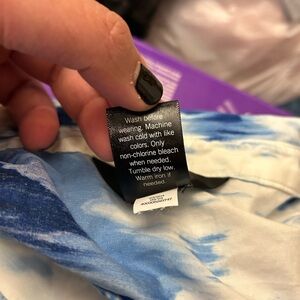 Wash before
wearing. Machine
wash cold with like
colors. Only
non-chlorine bleach
when needed.
Tumble dry low.
Warm iron if
needed.